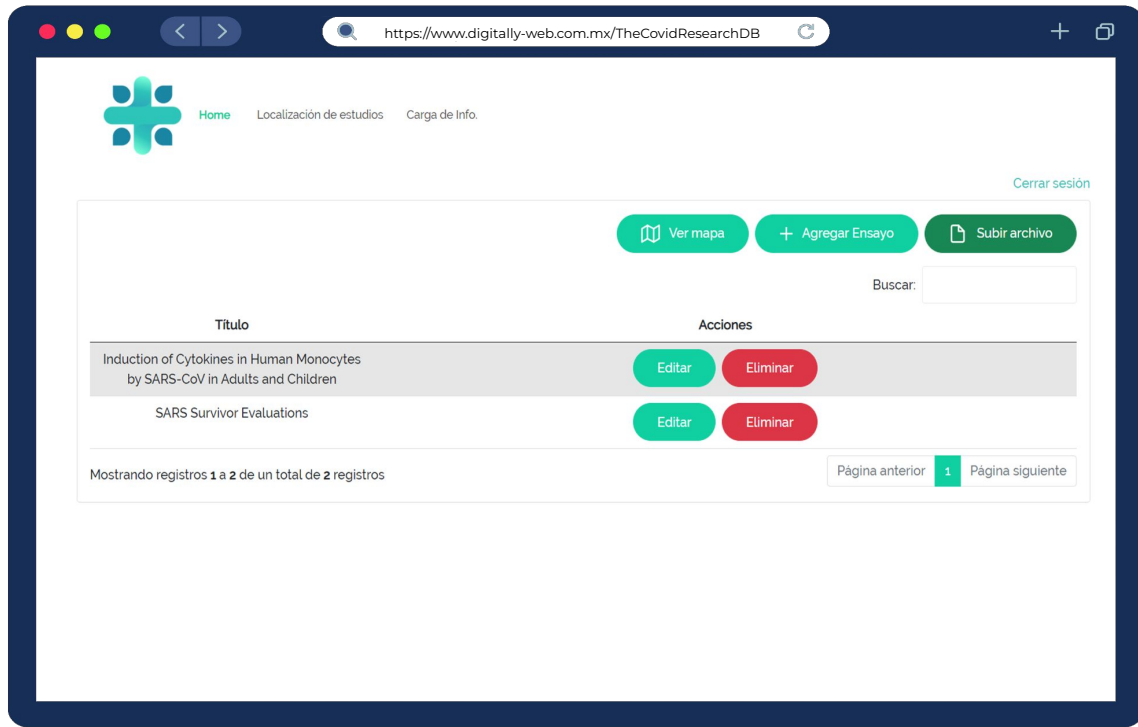 https://www.digitally-web.com.mx/TheCovidResearchDB
Home Localización de estudios Carga de Info.
Cerrar sesión
Ver mapa + Agregar Ensayo Subir archivo
Buscar:
Título Acciones
Induction of Cytokines in Human Monocytes
by SARS-CoV in Adults and Children
Editar Eliminar
SARS Survivor Evaluations
Editar Eliminar
Mostrando registros 1 a 2 de un total de 2 registros
Página anterior 1 Página siguiente